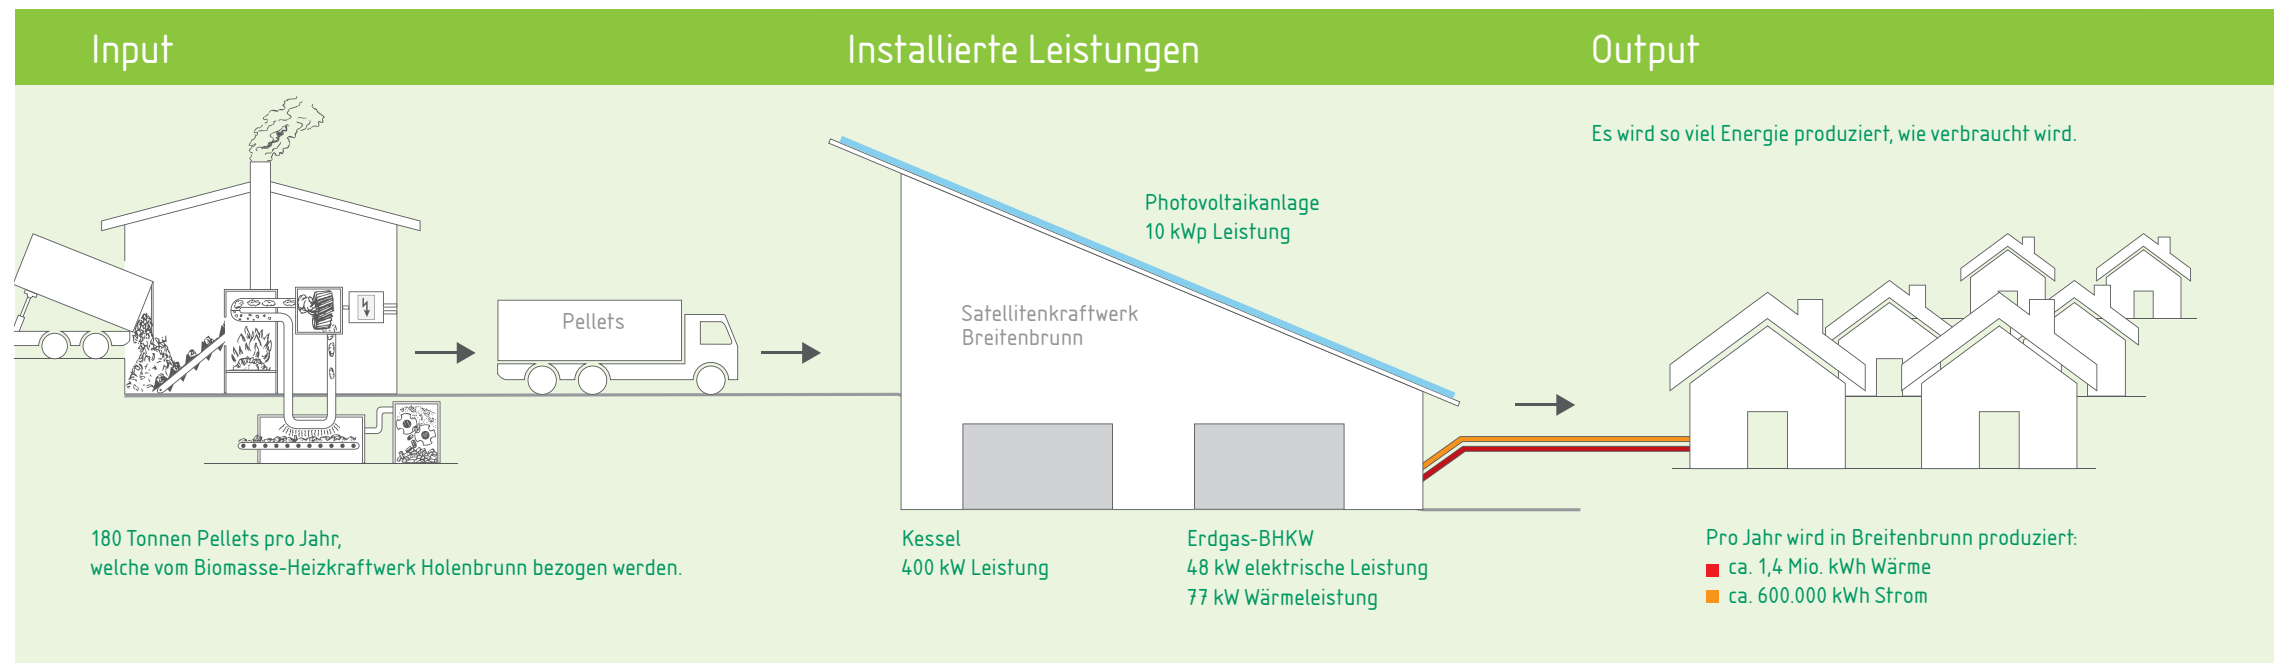 Input
Installierte Leistungen
Output
Es wird so viel Energie produziert, wie verbraucht wird.
Photovoltaikanlage
10 kWp Leistung
Pellets
Satellitenkraftwerk
Breitenbrunn
180 Tonnen Pellets pro Jahr,
welche vom Biomasse-Heizkraftwerk Holenbrunn bezogen werden.
Kessel
400 kW Leistung
Erdgas-BHKW
48 kW elektrische Leistung
77 kW Wärmeleistung
Pro Jahr wird in Breitenbrunn produziert:
ca. 1,4 Mio. kWh Wärme
ca. 600.000 kWh Strom